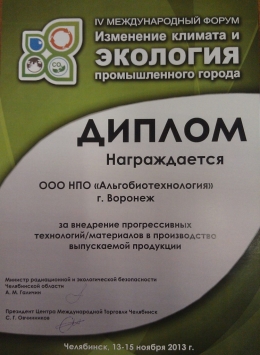 IV МЕЖДУНАРОДНЫЙ ФОРУМ
Изменение климата и
ЭКОЛОГИЯ
промышленного города
ДИПЛОМ
Награждается
ООО НПО «Альгобиотехнология»
г. Воронеж
за внедрение прогрессивных
технологий/материалов в производство
выпускаемой продукции
Министр радиационной и экологической безопасности
Челябинской области
А. М. Галичин
Президент Центра Международной Торговли Челябинск
С. Г. Овчинников
Челябинск, 13-15 ноября 2013 г.